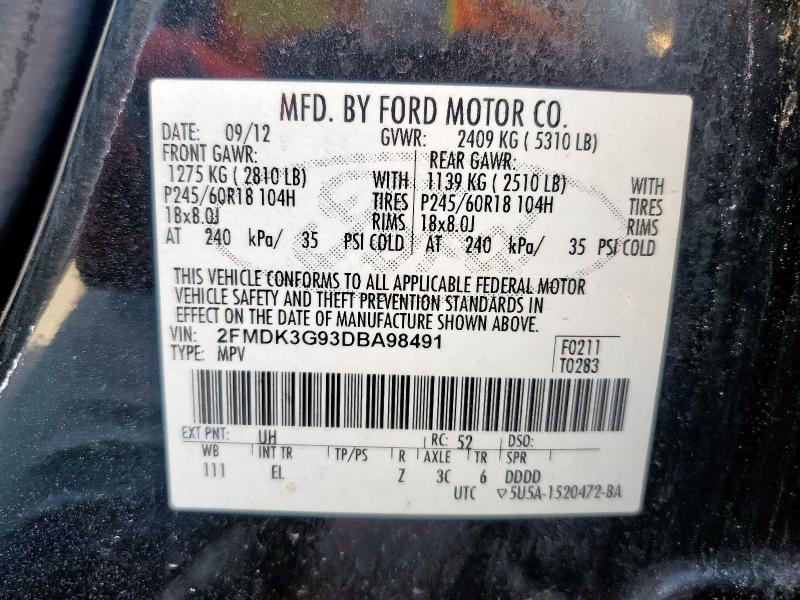 MFD. BY FORD MOTOR CO.
DATE: 09/12 GVWR: 2409 KG ( 5310 LB)
FRONT GAWR: REAR GAWR:
1275 KG ( 2810 LB) WITH 1139 KG ( 2510 LB) WITH
P245/60R18 104H TIRES P245/60R18 104H TIRES
18x8.0J RIMS 18x8.0J RIMS
AT 240 kPa/ 35 PSI COLD AT 240 kPa/ 35 PSI COLD
THIS VEHICLE CONFORMS TO ALL APPLICABLE FEDERAL MOTOR
VEHICLE SAFETY AND THEFT PREVENTION STANDARDS IN
EFFECT ON THE DATE OF MANUFACTURE SHOWN ABOVE.
VIN: 2FMDK3G93DBA98491 F0211
TYPE: MPV T0283
EXT PNT: UH RC: 52 DSO:
WB INT TR TP/PS R AXLE TR SPR
111 EL Z 3C 6 DDDD
UTC ▽5U5A-1520472-BA